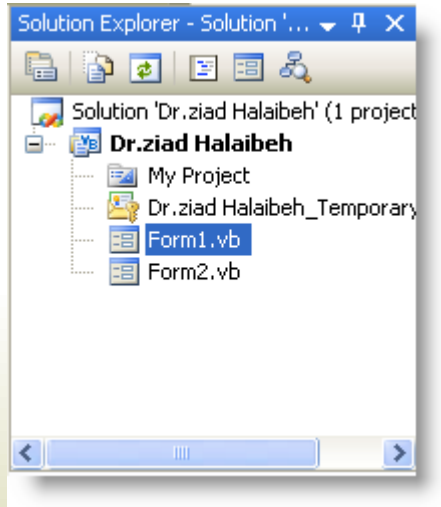 Solution Explorer - Solution '...
Solution 'Dr.ziad Halaibeh' (1 project
Dr.ziad Halaibeh
My Project
Dr.ziad Halaibeh_Temporary
Form1.vb
Form2.vb